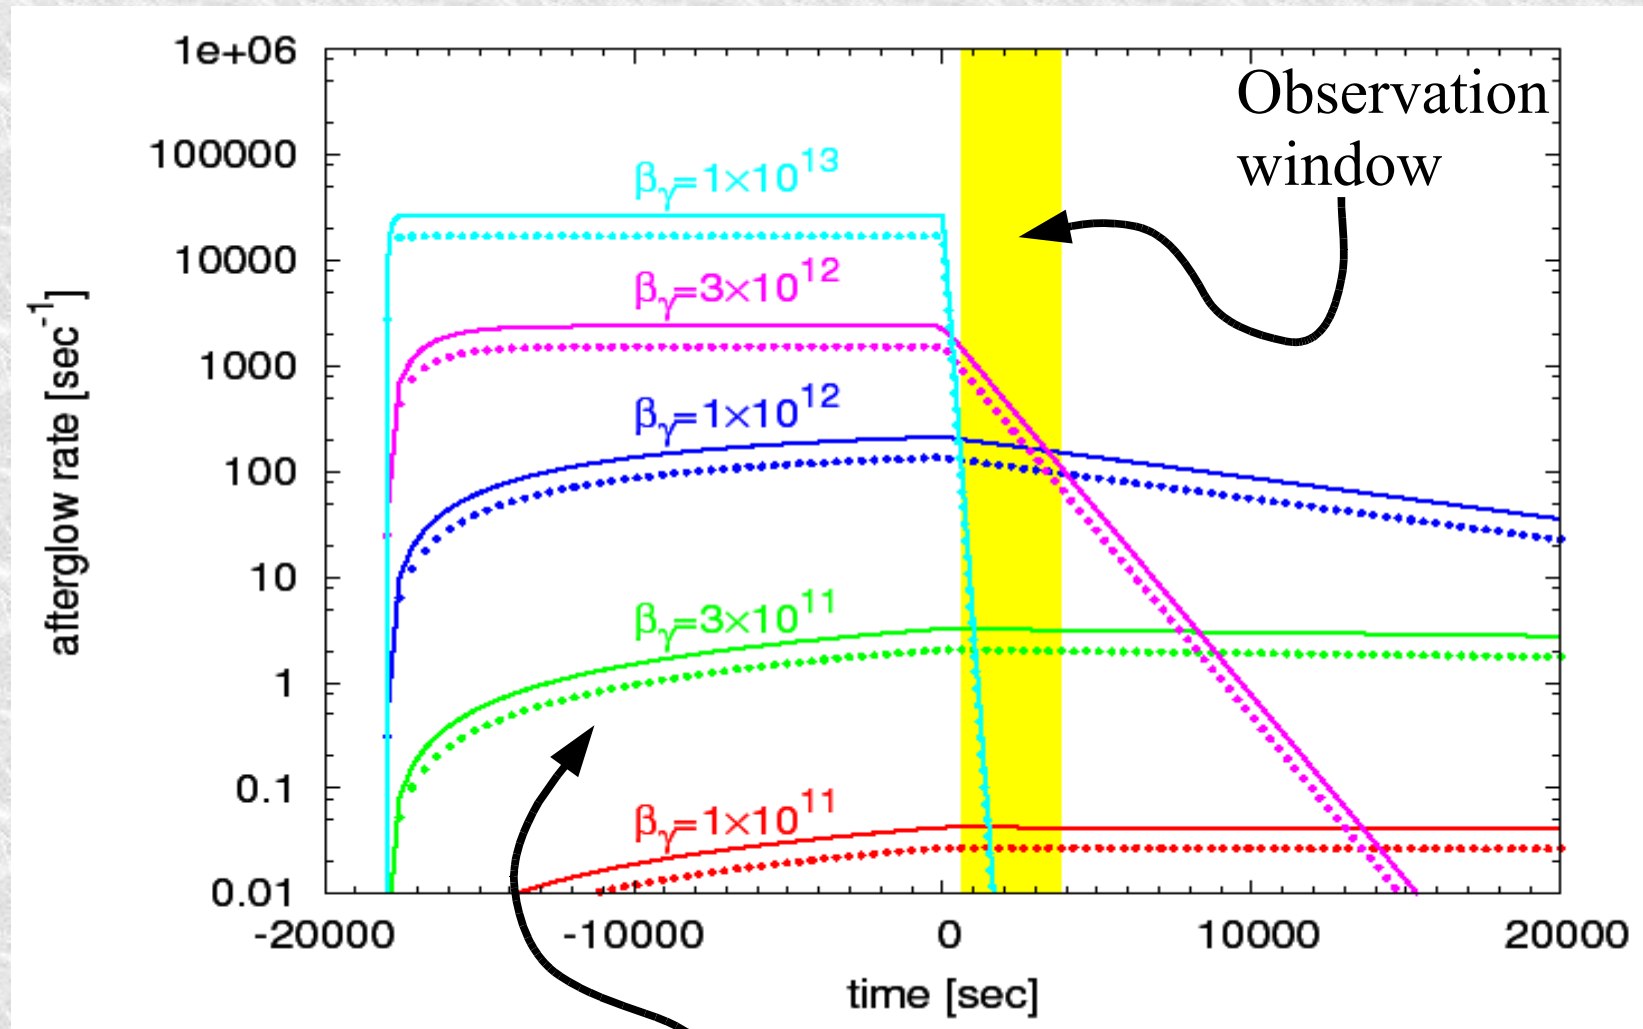 1e+06
100000
10000
1000
100
10
1
0.1
0.01
afterglow rate [sec⁻¹]
Observation
window
βγ=1×10¹³
βγ=3×10¹²
βγ=1×10¹²
βγ=3×10¹¹
βγ=1×10¹¹
-20000 -10000 0 10000 20000
time [sec]